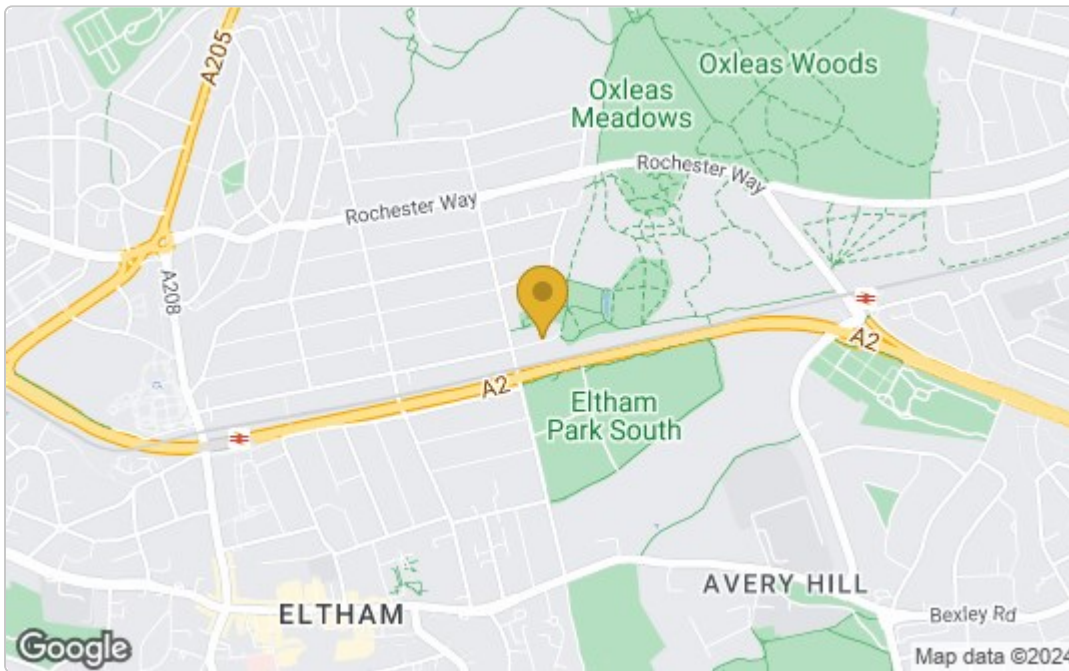 A205
Oxleas Woods
Oxleas
Meadows
Rochester Way
Rochester Way
A208
A2
A2
Eltham
Park South
ELTHAM
AVERY HILL
Bexley Rd
Google
Map data ©2024